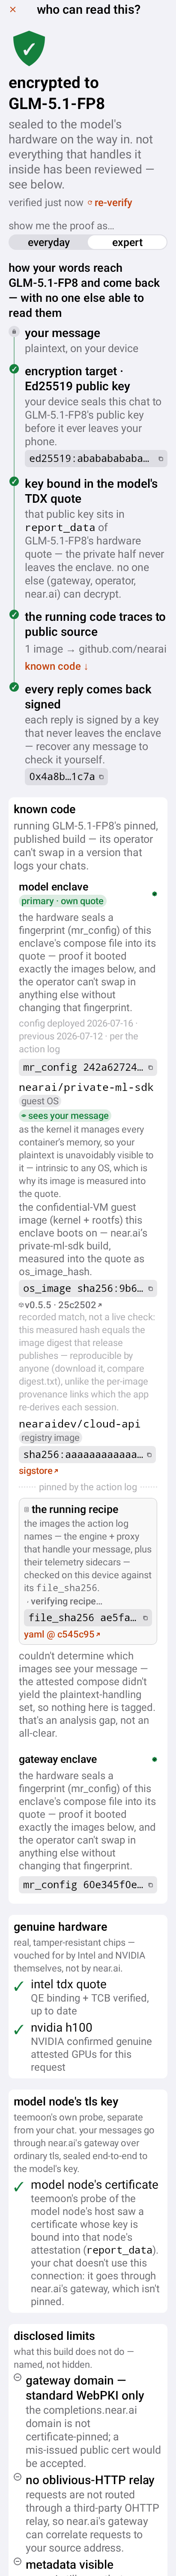 × who can read this?
encrypted to
GLM-5.1-FP8
sealed to the model's
hardware on the way in. not
everything that handles it
inside has been reviewed —
see below.
verified just now re-verify
show me the proof as…
everyday expert
how your words reach
GLM-5.1-FP8 and come back
— with no one else able to
read them
your message
plaintext, on your device
encryption target ·
Ed25519 public key
your device seals this chat to
GLM-5.1-FP8's public key
before it ever leaves your
phone.
ed25519:abababababa…
key bound in the model's
TDX quote
that public key sits in
report_data of
GLM-5.1-FP8's hardware
quote — the private half never
leaves the enclave. no one
else (gateway, operator,
near.ai) can decrypt.
the running code traces to
public source
1 image → github.com/nearai
known code ↓
every reply comes back
signed
each reply is signed by a key
that never leaves the enclave
— recover any message to
check it yourself.
0x4a8b…1c7a
known code
running GLM-5.1-FP8's pinned,
published build — its operator
can't swap in a version that
logs your chats.
model enclave
primary · own quote
the hardware seals a
fingerprint (mr_config) of this
enclave's compose file into its
quote — proof it booted
exactly the images below, and
the operator can't swap in
anything else without
changing that fingerprint.
config deployed 2026-07-16 ·
previous 2026-07-12 · per the
action log
mr_config 242a62724…
nearai/private-ml-sdk
guest OS
sees your message
as the kernel it manages every
container's memory, so your
plaintext is unavoidably visible to
it — intrinsic to any OS, which is
why its image is measured into
the quote.
the confidential-VM guest
image (kernel + rootfs) this
enclave boots on — near.ai's
private-ml-sdk build,
measured into the quote as
os_image_hash.
os_image sha256:9b6…
v0.5.5 · 25c2502↗
recorded match, not a live check:
this measured hash equals the
image digest that release
publishes — reproducible by
anyone (download it, compare
digest.txt), unlike the per-image
provenance links which the app
re-derives each session.
nearaidev/cloud-api
registry image
sha256:aaaaaaaaaaaa…
sigstore↗
pinned by the action log
the running recipe
the images the action log
names — the engine + proxy
that handle your message, plus
their telemetry sidecars —
checked on this device against
its file_sha256.
· verifying recipe…
file_sha256 ae5fa…
yaml @ c545c95↗
couldn't determine which
images see your message —
the attested compose didn't
yield the plaintext-handling
set, so nothing here is tagged.
that's an analysis gap, not an
all-clear.
gateway enclave
the hardware seals a
fingerprint (mr_config) of this
enclave's compose file into its
quote — proof it booted
exactly the images below, and
the operator can't swap in
anything else without
changing that fingerprint.
mr_config 60e345f0e…
genuine hardware
real, tamper-resistant chips —
vouched for by Intel and NVIDIA
themselves, not by near.ai.
intel tdx quote
QE binding + TCB verified,
up to date
nvidia h100
NVIDIA confirmed genuine
attested GPUs for this
request
model node's tls key
teemoon's own probe, separate
from your chat. your messages go
through near.ai's gateway over
ordinary tls, sealed end-to-end to
the model's key.
model node's certificate
teemoon's probe of the
model node's host saw a
certificate whose key is
bound into that node's
attestation (report_data).
your chat doesn't use this
connection: it goes through
near.ai's gateway, which isn't
pinned.
disclosed limits
what this build does not do —
named, not hidden.
gateway domain —
standard WebPKI only
the completions.near.ai
domain is not
certificate-pinned; a
mis-issued public cert would
be accepted.
no oblivious-HTTP relay
requests are not routed
through a third-party OHTTP
relay, so near.ai's gateway
can correlate requests to
your source address.
metadata visible